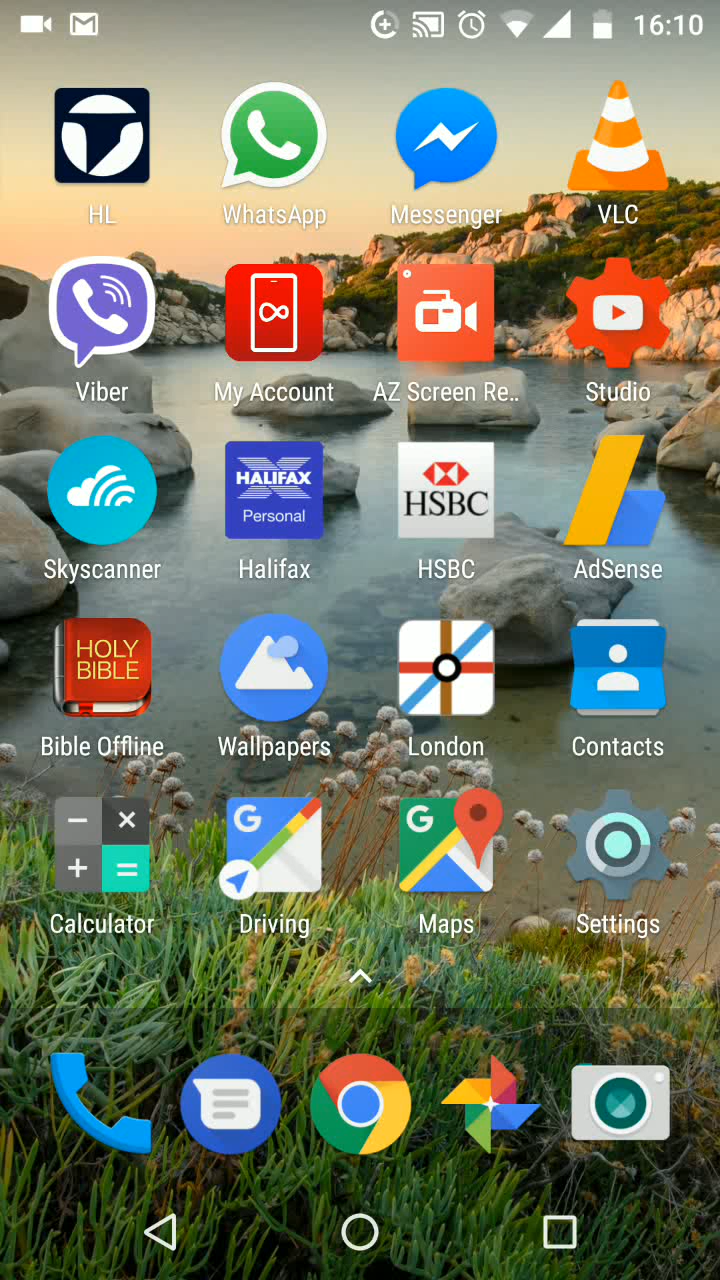 16:10
HL
WhatsApp
Messenger
VLC
Viber
My Account
AZ Screen Re..
Studio
HALIFAX
Personal
HSBC
Skyscanner
Halifax
HSBC
AdSense
HOLY
BIBLE
Bible Offline
Wallpapers
London
Contacts
G
G
Calculator
Driving
Maps
Settings